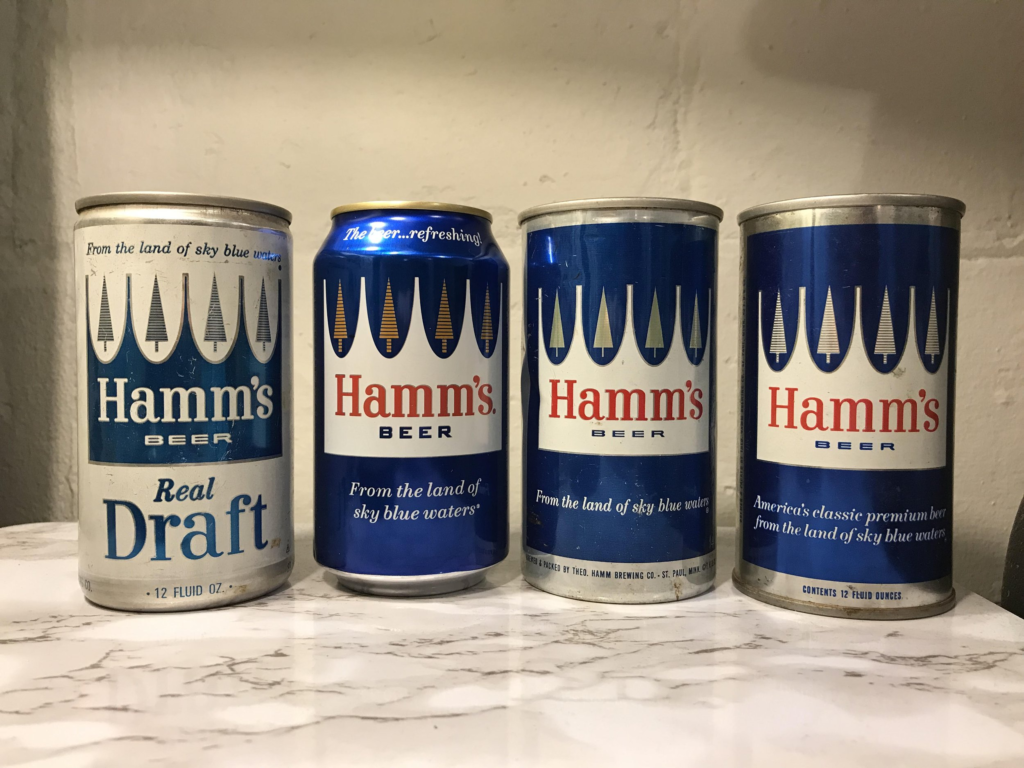 From the land of sky blue waters
Hamm's
BEER
Real
Draft
• 12 FLUID OZ. •
The
refreshing!
Hamm's.
BEER
From the land of
sky blue waters*
Hamm's
BEER
From the land of sky blue waters
& PACKED BY THEO. HAMM BREWING CO. - ST. PAUL, MINN.
Hamm's
BEER
America's classic premium beer
from the land of sky blue waters
CONTENTS 12 FLUID OUNCES